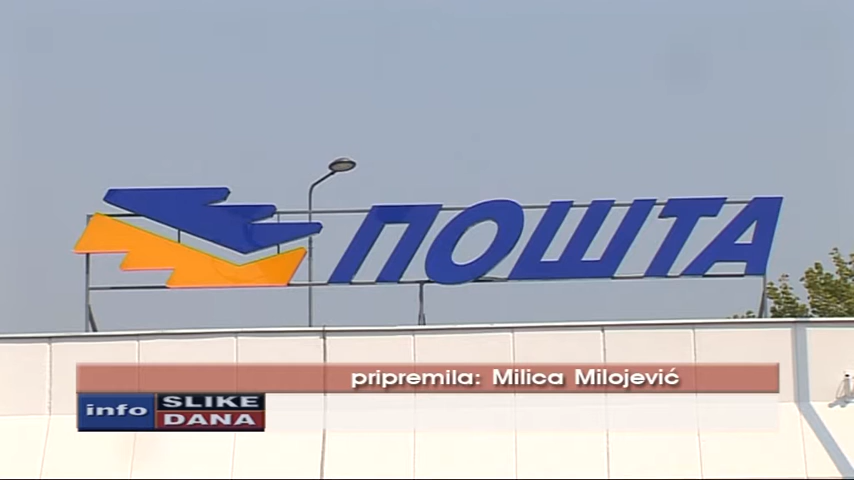 ПОШТА
pripremila: Milica Milojević
info SLIKE
DANA